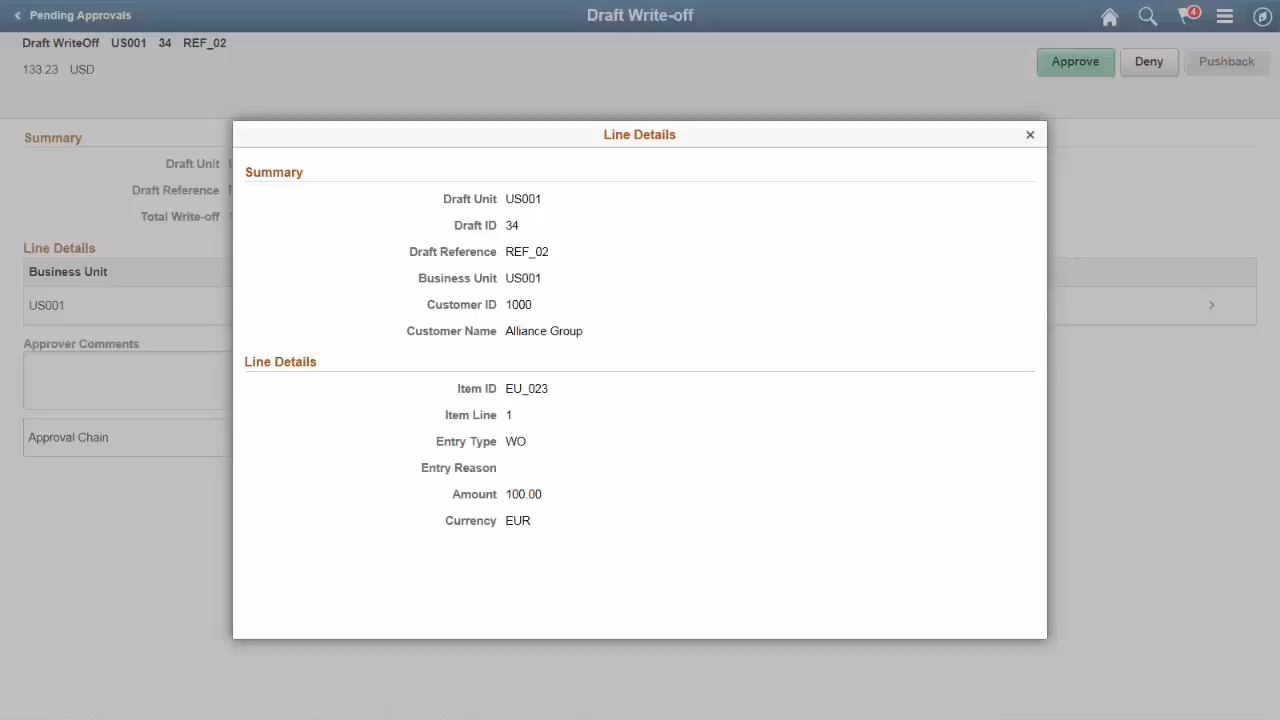 Pending Approvals
Draft Write-off
4
Draft WriteOff US001 34 REF_02
133.23 USD
Approve
Deny
Pushback
Summary
Draft Unit
Draft Reference
Total Write-off
Line Details
Business Unit
US001
Approver Comments
Approval Chain
Line Details
×
Summary
Draft Unit US001
Draft ID 34
Draft Reference REF_02
Business Unit US001
Customer ID 1000
Customer Name Alliance Group
Line Details
Item ID EU_023
Item Line 1
Entry Type WO
Entry Reason
Amount 100.00
Currency EUR